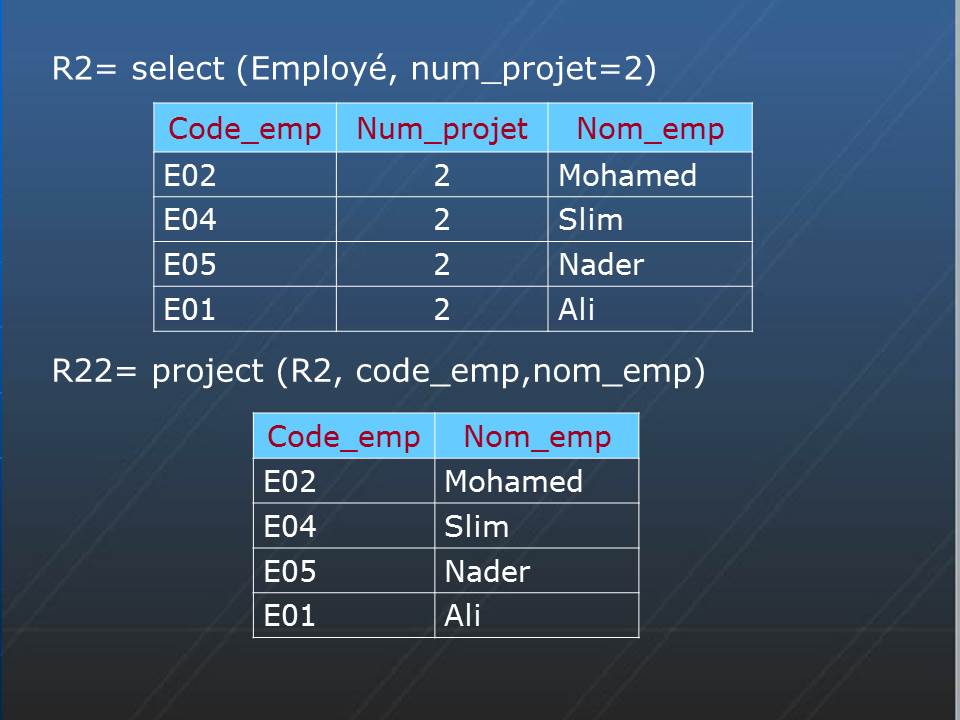 R2= select (Employé, num_projet=2)
Code_emp Num_projet Nom_emp
E02 2 Mohamed
E04 2 Slim
E05 2 Nader
E01 2 Ali
R22= project (R2, code_emp,nom_emp)
Code_emp Nom_emp
E02 Mohamed
E04 Slim
E05 Nader
E01 Ali